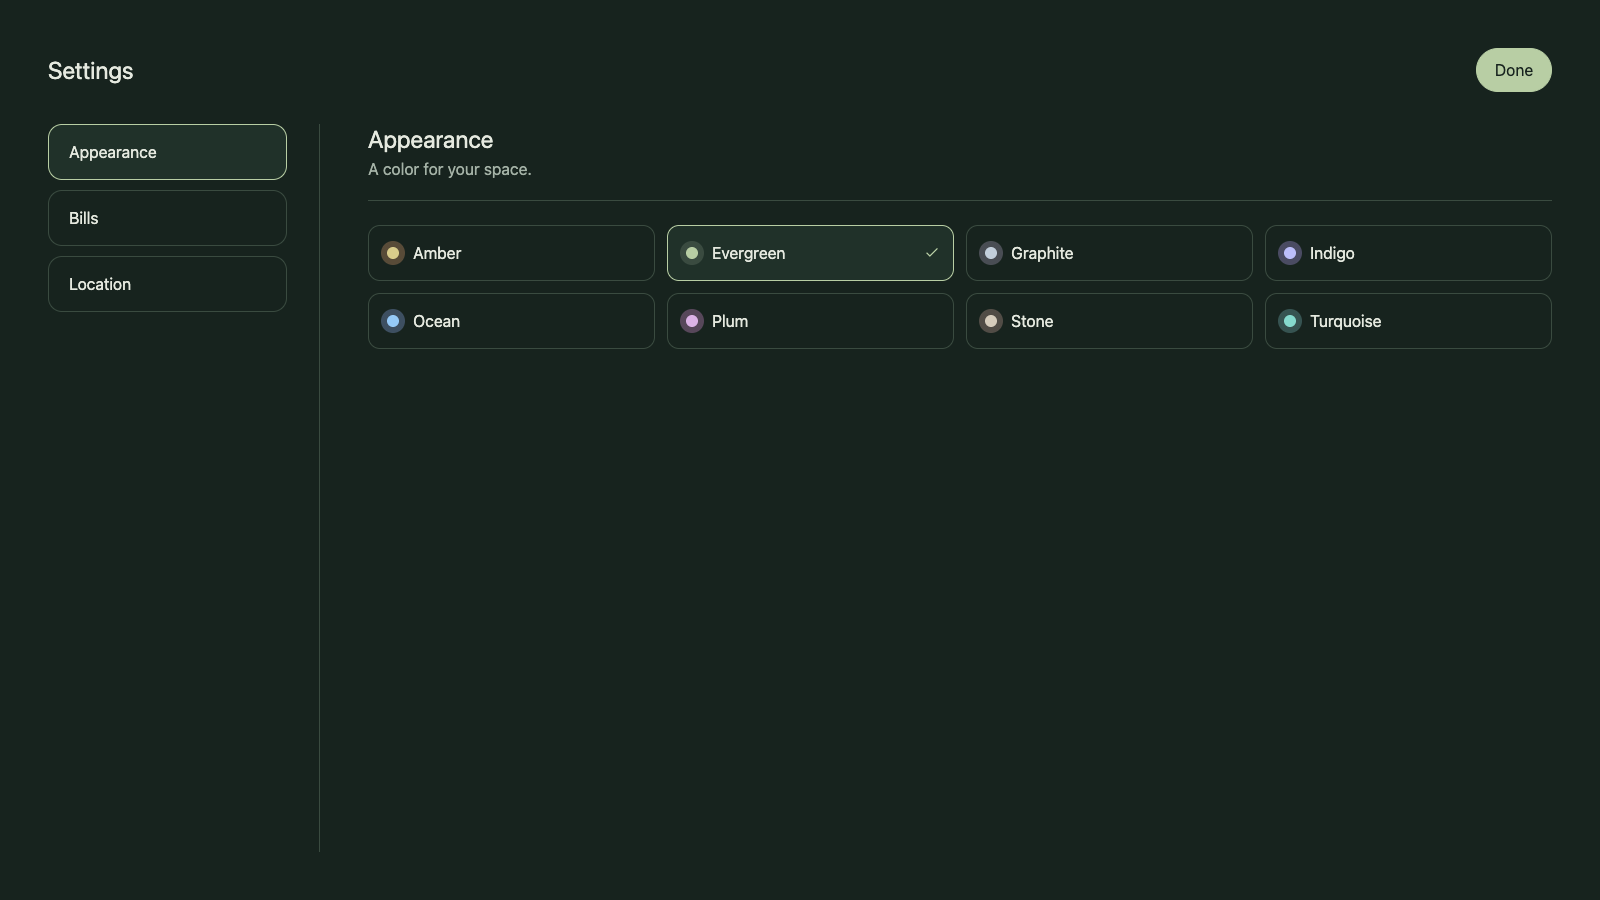 Settings
Done
Appearance
Bills
Location
Appearance
A color for your space.
Amber
Evergreen
Graphite
Indigo
Ocean
Plum
Stone
Turquoise